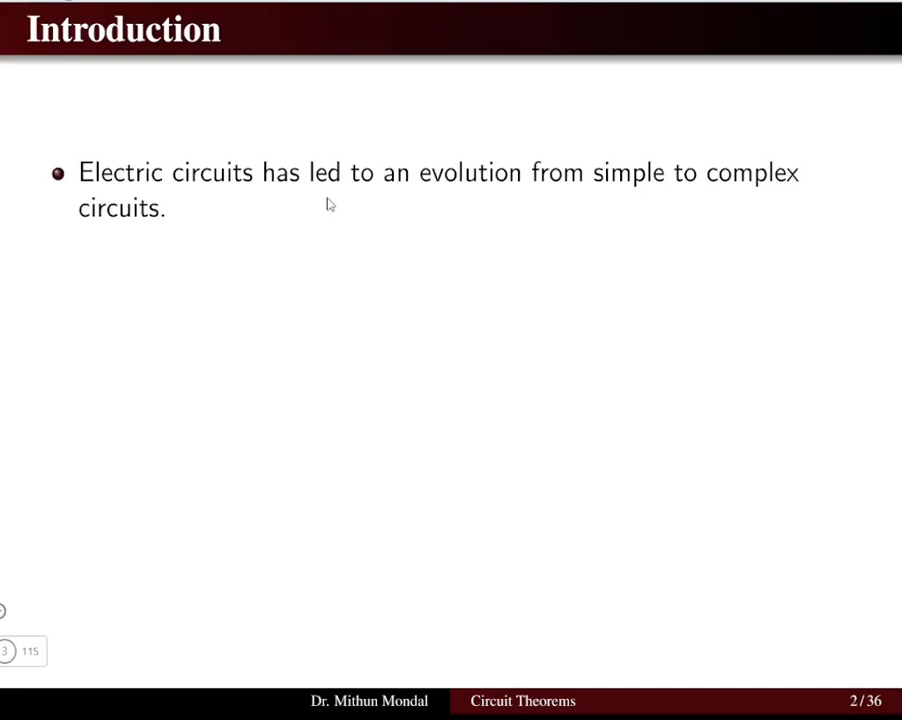 Introduction
Electric circuits has led to an evolution from simple to complex
circuits.
3 115
Dr. Mithun Mondal Circuit Theorems 2 / 36